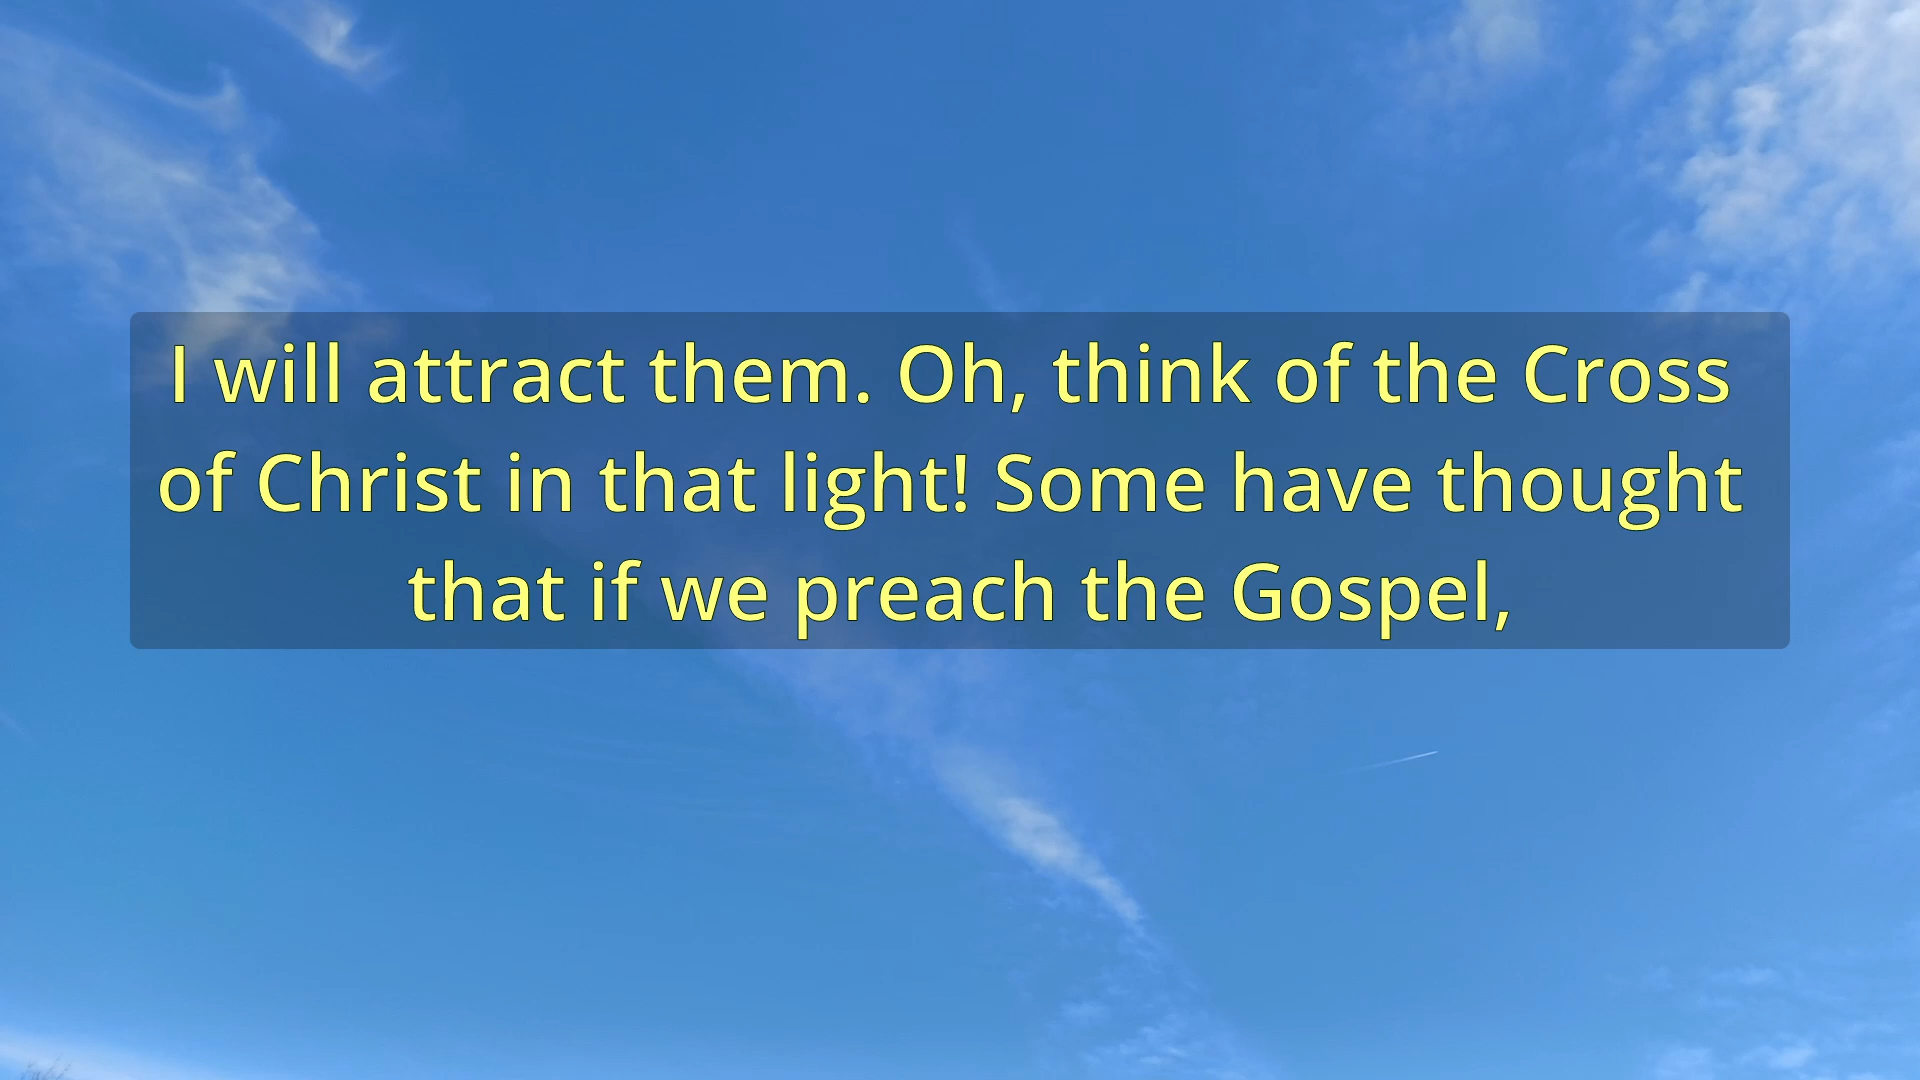 I will attract them. Oh, think of the Cross
of Christ in that light! Some have thought
that if we preach the Gospel,